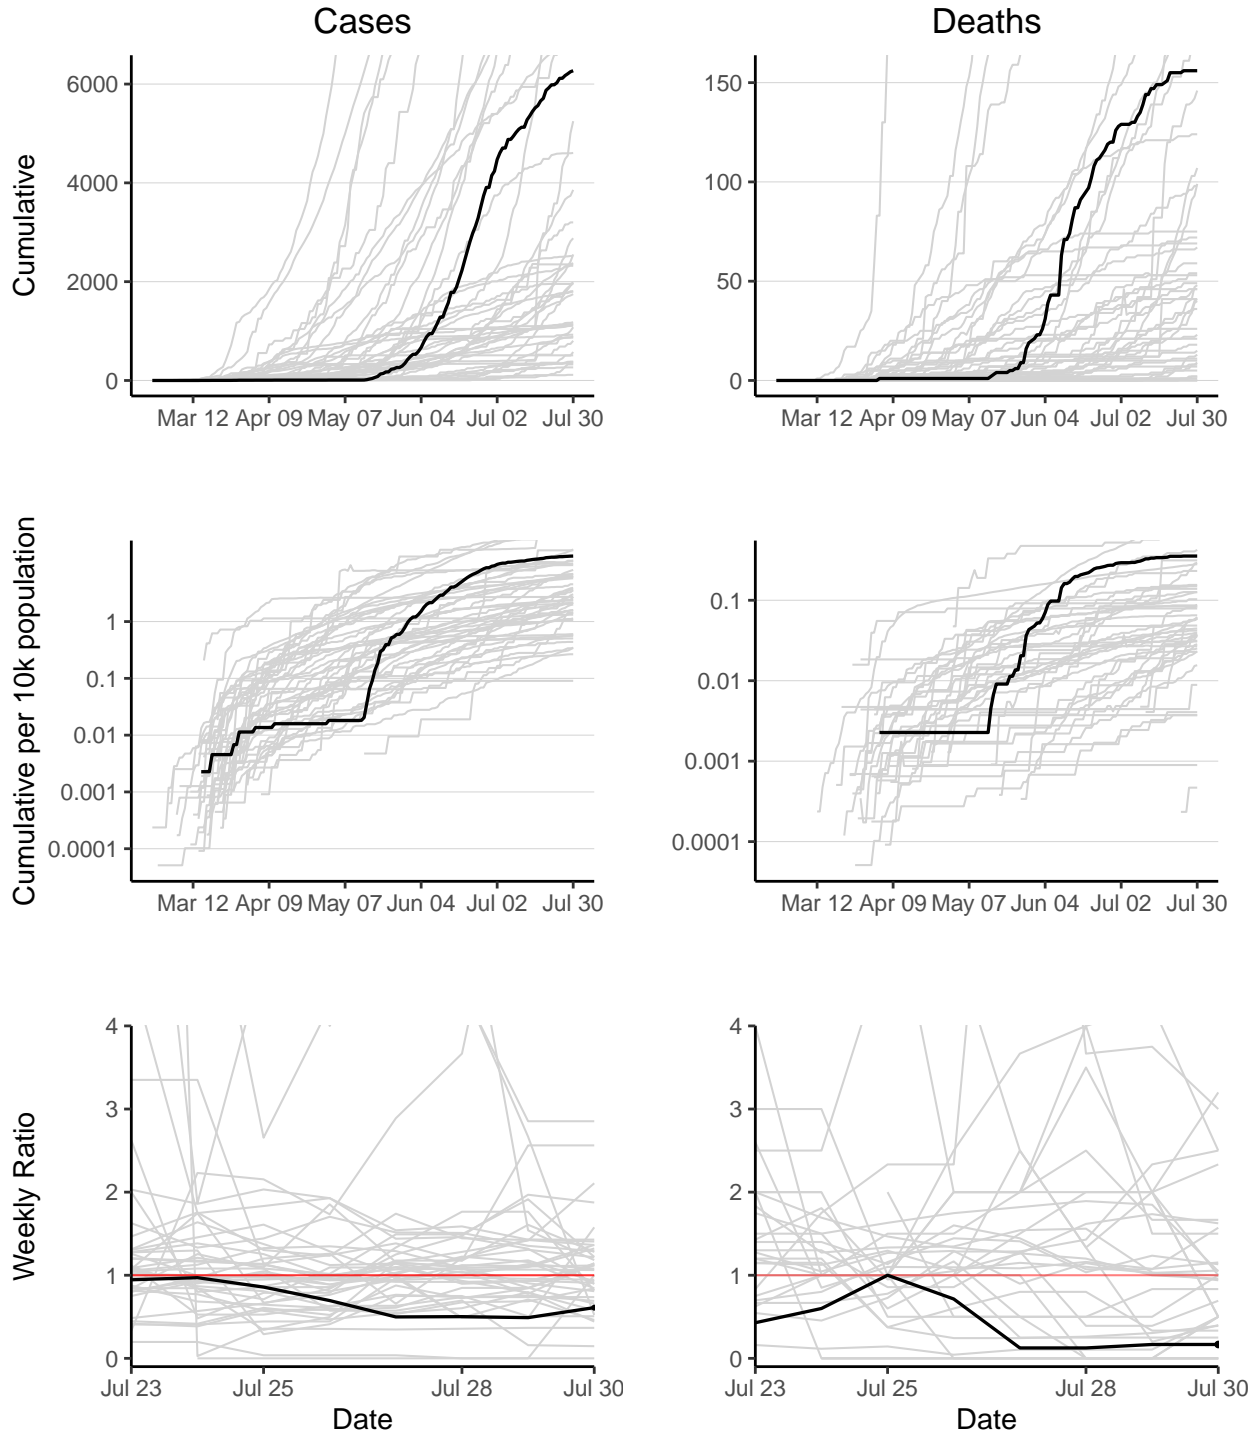 Cases
Deaths
Cumulative
6000
4000
2000
0
Mar 12 Apr 09 May 07 Jun 04 Jul 02 Jul 30
150
100
50
0
Mar 12 Apr 09 May 07 Jun 04 Jul 02 Jul 30
Cumulative per 10k population
1
0.1
0.01
0.001
0.0001
Mar 12 Apr 09 May 07 Jun 04 Jul 02 Jul 30
0.1
0.01
0.001
0.0001
Mar 12 Apr 09 May 07 Jun 04 Jul 02 Jul 30
Weekly Ratio
4
3
2
1
0
Jul 23 Jul 25 Jul 28 Jul 30
Date
4
3
2
1
0
Jul 23 Jul 25 Jul 28 Jul 30
Date